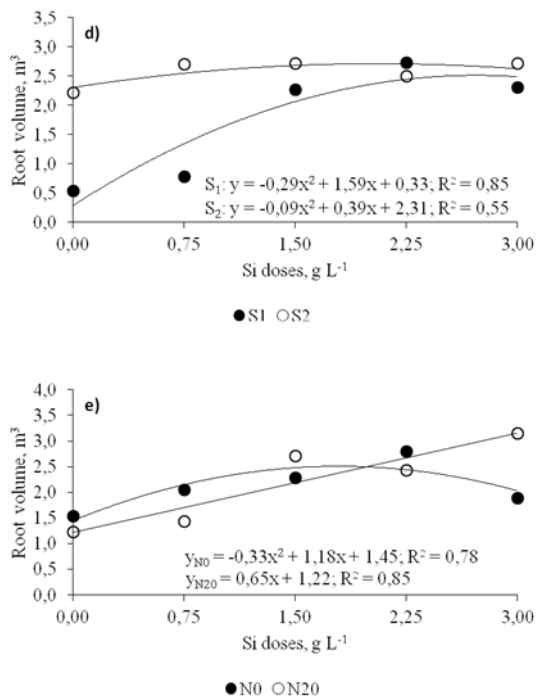 d)
Root volume, m³
3,5
3,0
2,5
2,0
1,5
1,0
0,5
0,0
S₁: y = -0,29x² + 1,59x + 0,33; R² = 0,85
S₂: y = -0,09x² + 0,39x + 2,31; R² = 0,55
0,00 0,75 1,50 2,25 3,00
Si doses, g L⁻¹
●S1 ○S2
e)
Root volume, m³
4,0
3,5
3,0
2,5
2,0
1,5
1,0
0,5
0,0
yN0 = -0,33x² + 1,18x + 1,45; R² = 0,78
yN20 = 0,65x + 1,22; R² = 0,85
0,00 0,75 1,50 2,25 3,00
Si doses, g L⁻¹
●N0 ○N20